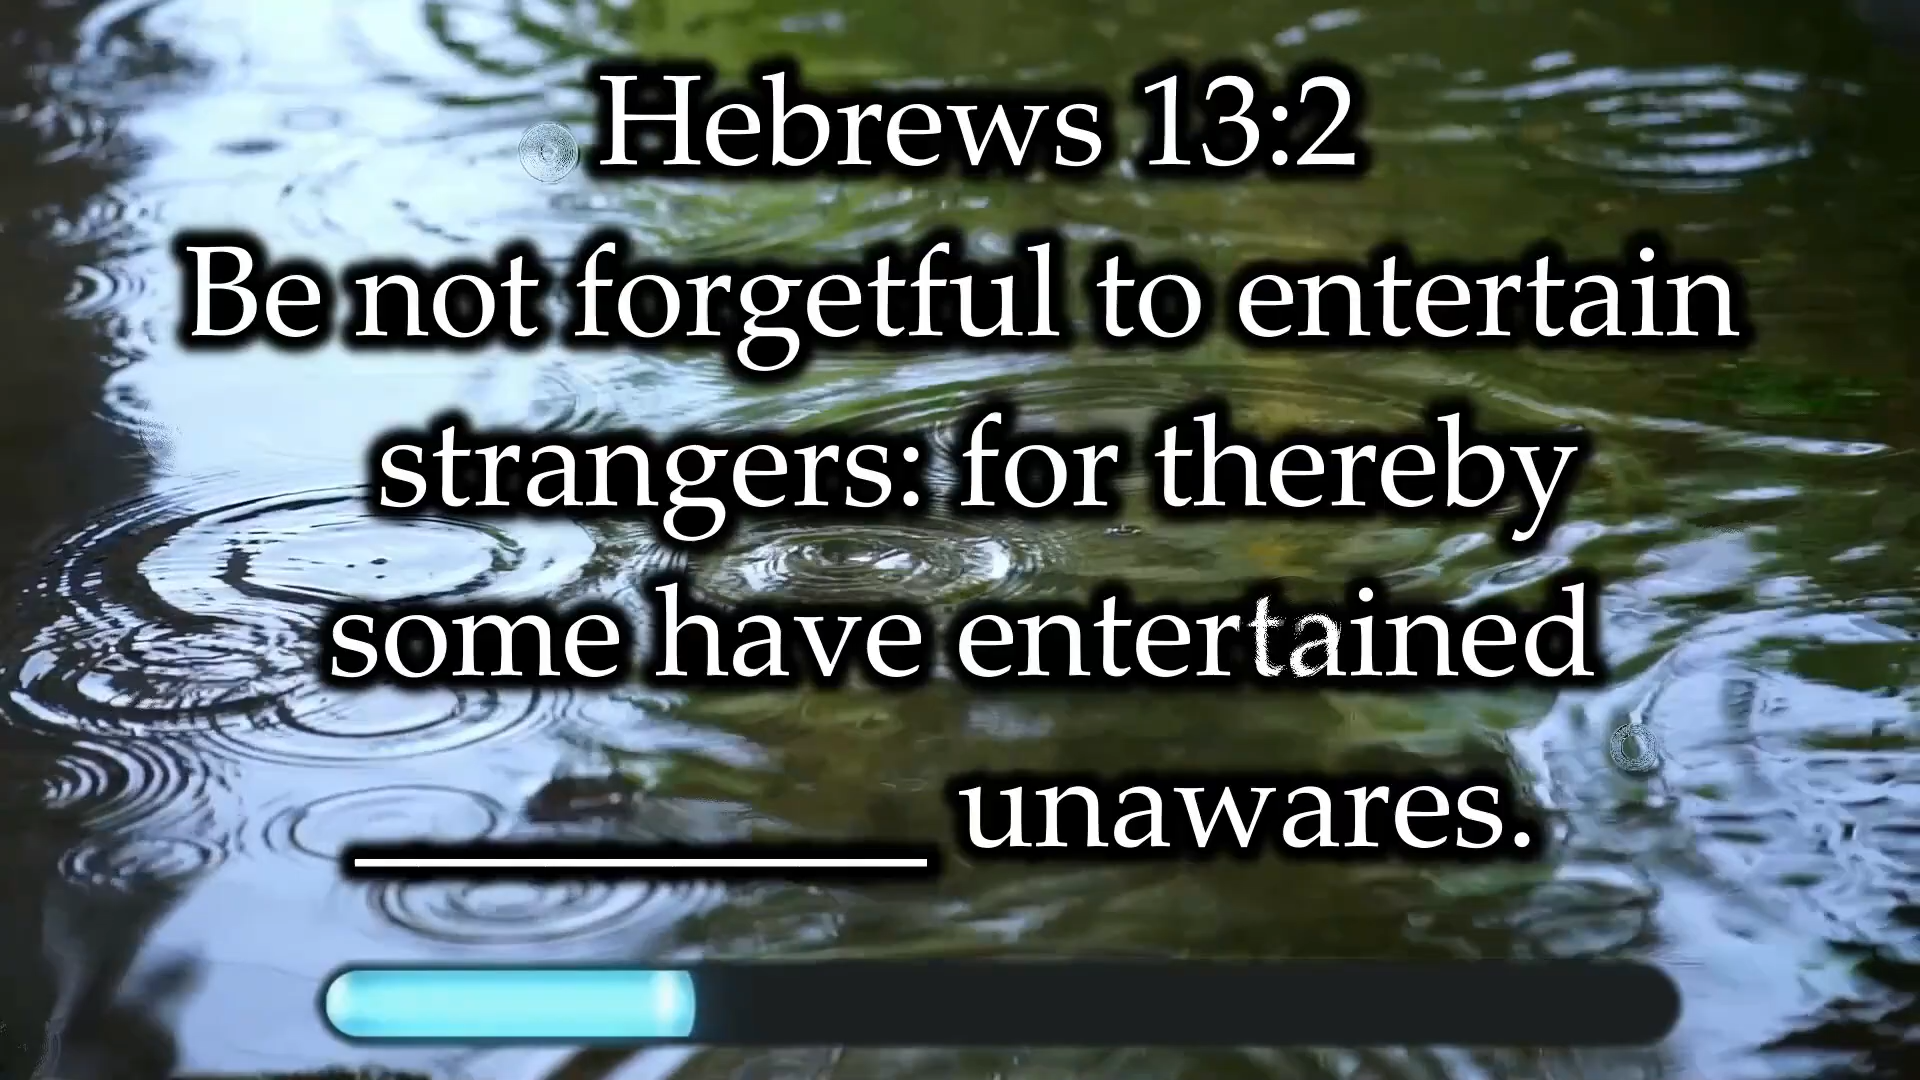 Hebrews 13:2
Be not forgetful to entertain
strangers: for thereby
some have entertained
__________ unawares.